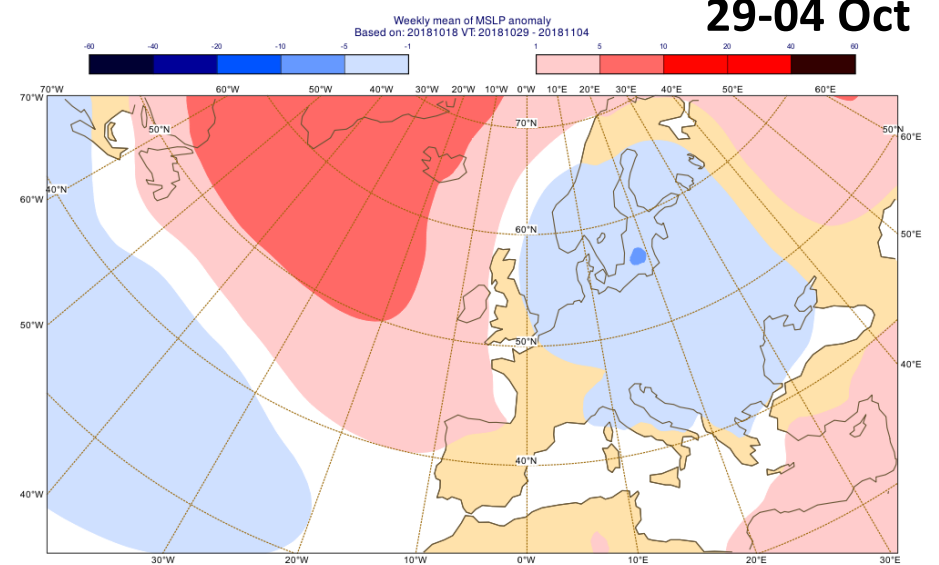 29-04 Oct
Weekly mean of MSLP anomaly
Based on: 20181018 VT: 20181029 - 20181104
-60 -40 -20 -10 -5 -1 1 5 10 20 40 60
70°W 60°W 50°W 40°W 30°W 20°W 10°W 0°W 10°E 20°E 30°E 40°E 50°E 60°E
70°W
70°N
50°N
50°N
60°E
40°N
60°W
60°N
50°E
50°W
50°N
40°E
40°N
40°W
30°W 20°W 10°W 0°W 10°E 20°E 30°E